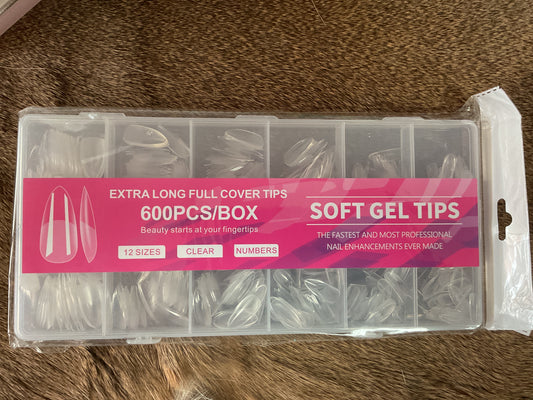 EXTRA LONG FULL COVER TIPS
600PCS/BOX
Beauty starts at your fingertips
12 SIZES
CLEAR
NUMBERS
SOFT GEL TIPS
THE FASTEST AND MOST PROFESSIONAL
NAIL ENHANCEMENTS EVER MADE